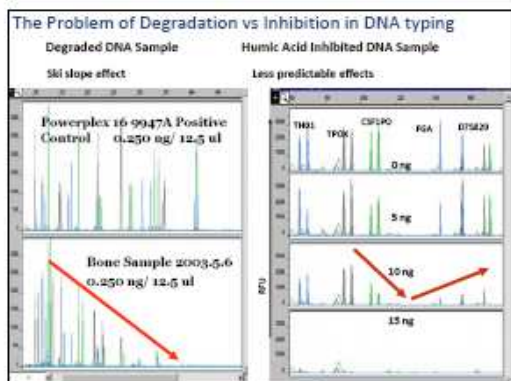 The Problem of Degradation vs Inhibition in DNA typing
Degraded DNA Sample
Humic Acid Inhibited DNA Sample
Ski slope effect
Less predictable effects
Powerplex 16 9947A Positive
Control 0.250 ng/ 12.5 ul
Bone Sample 2003.5.6
0.250 ng/ 12.5 ul
TH01
TPOX
CSF1PO
FGA
D7S820
0 ng
5 ng
10 ng
15 ng
RFU